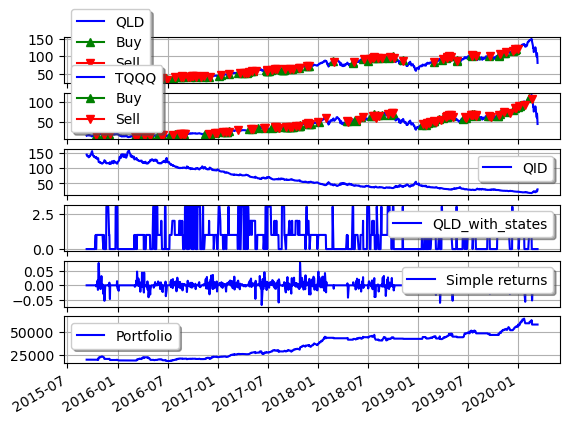 QLD
Buy
Sell
150
100
50
TQQQ
Buy
Sell
100
50
150
100
50
QID
2.5
0.0
QLD_with_states
0.05
0.00
−0.05
Simple returns
50000
25000
Portfolio
2015-07
2016-01
2016-07
2017-01
2017-07
2018-01
2018-07
2019-01
2019-07
2020-01